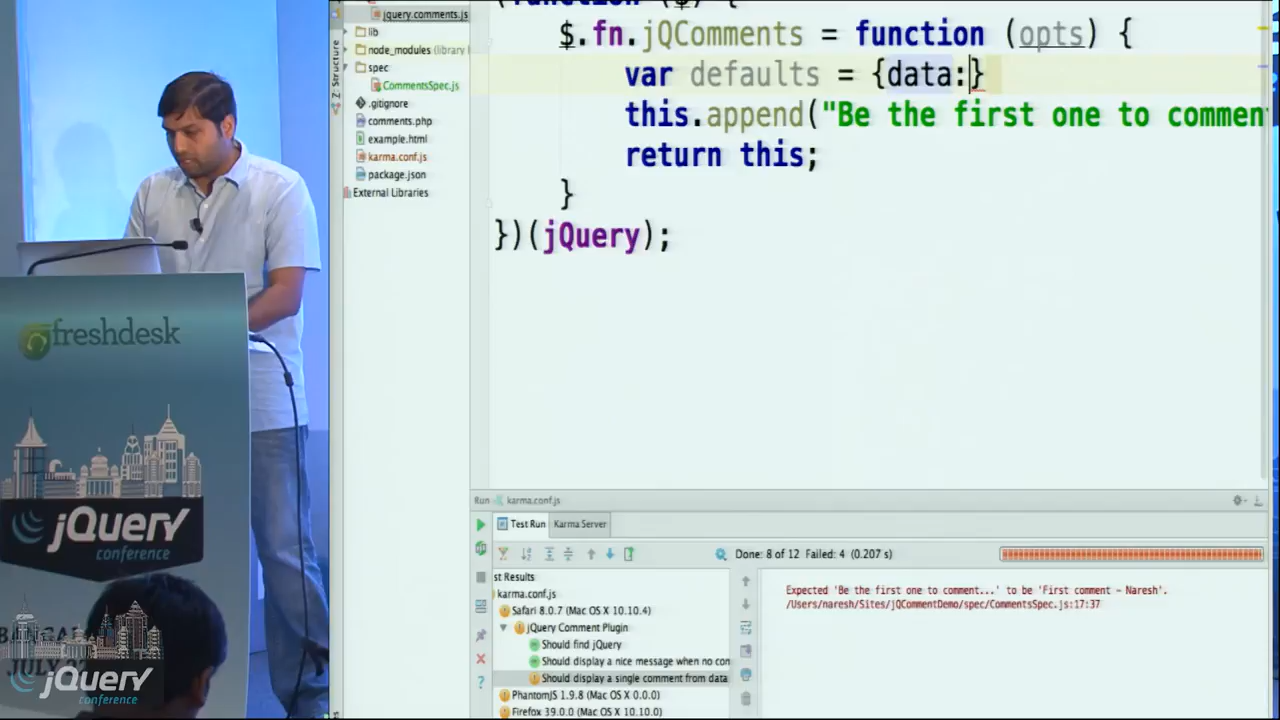 jquery.comments.js
lib
node_modules (library
spec
CommentsSpec.js
.gitignore
comments.php
example.html
karma.conf.js
package.json
External Libraries
Z: Structure
$.fn.jQComments = function (opts) {
var defaults = {data:}
this.append("Be the first one to commen
return this;
}
})(jQuery);
Run karma.conf.js
Test Run Karma Server
Done: 8 of 12 Failed: 4 (0.207 s)
st Results
karma.conf.js
Safari 8.0.7 (Mac OS X 10.10.4)
jQuery Comment Plugin
Should find jQuery
Should display a nice message when no con
Should display a single comment from data
PhantomJS 1.9.8 (Mac OS X 0.0.0)
Firefox 39.0.0 (Mac OS X 10.10.0)
Expected 'Be the first one to comment...' to be 'First comment - Naresh'.
/Users/naresh/Sites/jQCommentDemo/spec/CommentsSpec.js:17:37
freshdesk
jQuery
conference
jQuery
conference